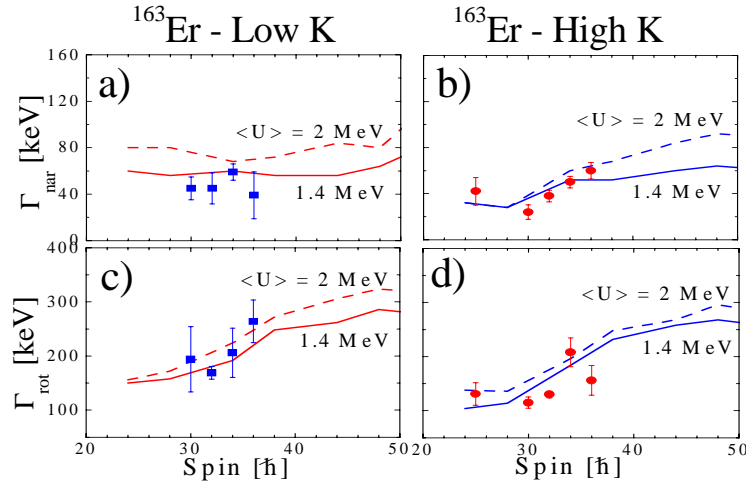 ¹⁶³Er - Low K
¹⁶³Er - High K
160
120
80
40
0
Γnar [keV]
a)
<U> = 2 MeV
1.4 MeV
b)
<U> = 2 MeV
1.4 MeV
400
300
200
100
Γrot [keV]
c)
<U> = 2 MeV
1.4 MeV
d)
<U> = 2 MeV
1.4 MeV
20 30 40 50
Spin [ħ]
20 30 40 50
Spin [ħ]